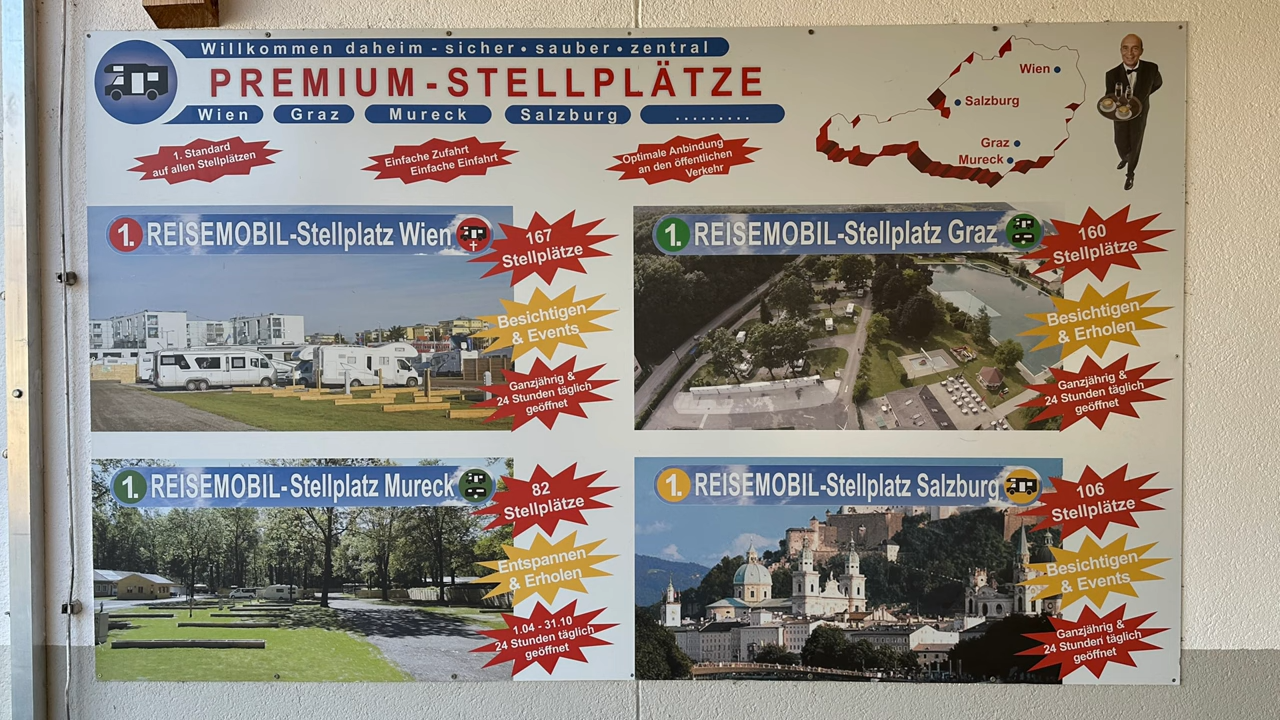 Willkommen daheim - sicher • sauber • zentral
PREMIUM-STELLPLÄTZE
Wien Graz Mureck Salzburg .........
Wien
Salzburg
Graz
Mureck
1. Standard
auf allen Stellplätzen
Einfache Zufahrt
Einfache Einfahrt
Optimale Anbindung
an den öffentlichen
Verkehr
1. REISEMOBIL-Stellplatz Wien
167
Stellplätze
Besichtigen
& Events
Ganzjährig &
24 Stunden täglich
geöffnet
1. REISEMOBIL-Stellplatz Graz
160
Stellplätze
Besichtigen
& Erholen
Ganzjährig &
24 Stunden täglich
geöffnet
1. REISEMOBIL-Stellplatz Mureck
82
Stellplätze
Entspannen
& Erholen
1.04 - 31.10
24 Stunden täglich
geöffnet
1. REISEMOBIL-Stellplatz Salzburg
106
Stellplätze
Besichtigen
& Events
Ganzjährig &
24 Stunden täglich
geöffnet